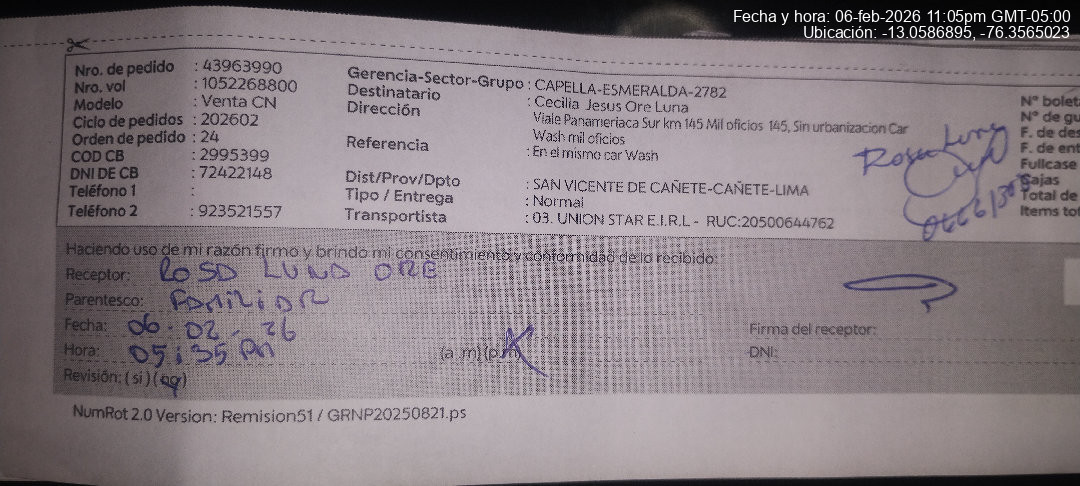 Fecha y hora: 06-feb-2026 11:05pm GMT-05:00
Ubicación: -13.0586895, -76.3565023
Nro. de pedido : 43963990
Nro. vol : 1052268800
Modelo : Venta CN
Ciclo de pedidos : 202602
Orden de pedido : 24
COD CB : 2995399
DNI DE CB : 72422148
Teléfono 1 :
Teléfono 2 : 923521557
Gerencia-Sector-Grupo : CAPELLA-ESMERALDA-2782
Destinatario : Cecilia Jesus Ore Luna
Dirección Viale Panameriaca Sur km 145 Mil oficios 145, Sin urbanizacion Car
Wash mil oficios
Referencia : En el mismo car Wash
Dist/Prov/Dpto : SAN VICENTE DE CAÑETE-CAÑETE-LIMA
Tipo / Entrega : Normal
Transportista : 03. UNION STAR E.I.R.L - RUC:20500644762
N° boleta
N° de gu
F. de des
F. de ent
Fullcase
Cajas
Total de
Items tot
Rosa Luna
Haciendo uso de mi razón firmo y brindo mi consentimiento y conformidad de lo recibido:
Receptor: ROSA LUNA ORE
Parentesco: FAMILIAR
Fecha: 06-02-26
Hora: 05:35 PM (a.m)(p.m)
Revisión: (si)(no)
Firma del receptor:
DNI:
NumRot 2.0 Version: Remision51 / GRNP20250821.ps